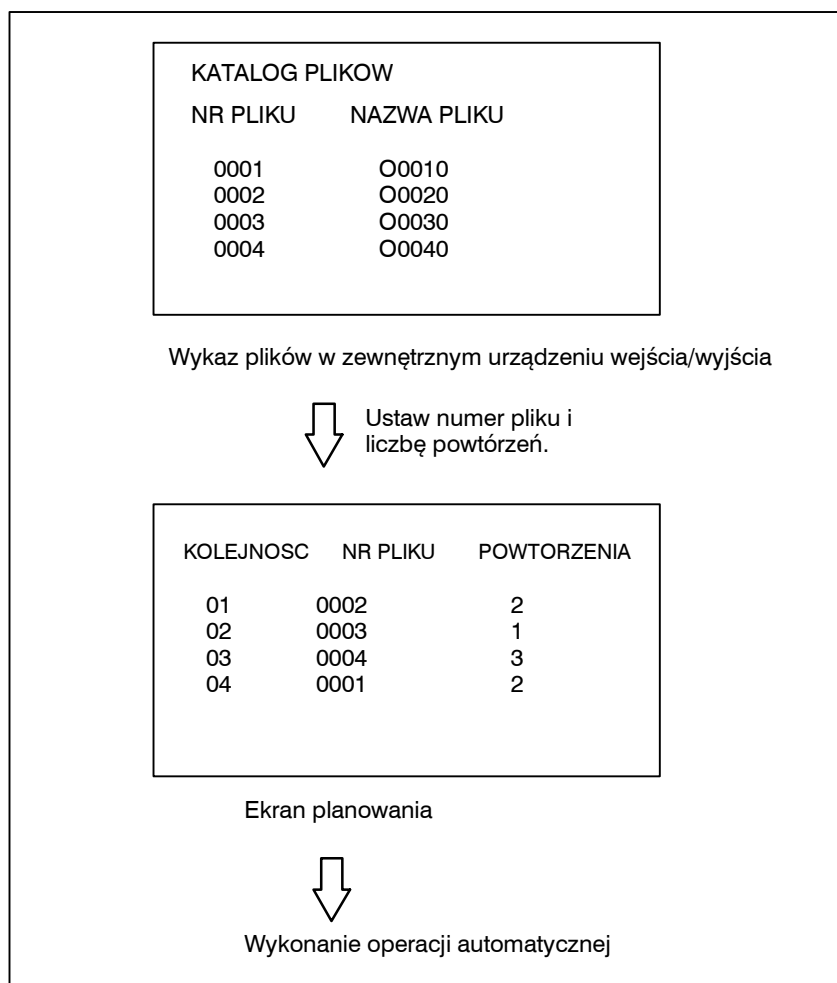 KATALOG PLIKOW
NR PLIKU NAZWA PLIKU
0001 O0010
0002 O0020
0003 O0030
0004 O0040
Wykaz plików w zewnętrznym urządzeniu wejścia/wyjścia
Ustaw numer pliku i
liczbę powtórzeń.
KOLEJNOSC NR PLIKU POWTORZENIA
01 0002 2
02 0003 1
03 0004 3
04 0001 2
Ekran planowania
Wykonanie operacji automatycznej